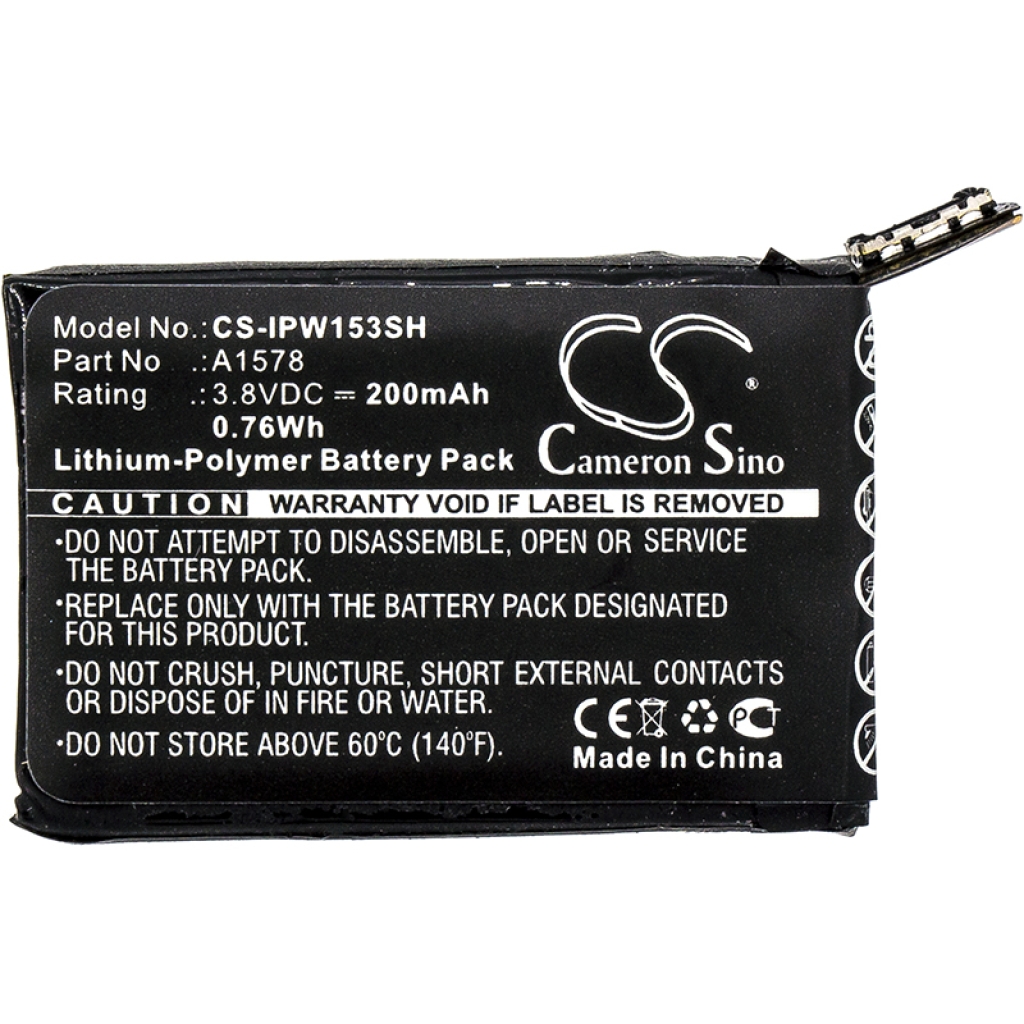 Model No.: CS-IPW153SH
Part No .: A1578
Rating .: 3.8VDC ⎓ 200mAh
0.76Wh
Lithium-Polymer Battery Pack
CS ®
Cameron Sino
CAUTION WARRANTY VOID IF LABEL IS REMOVED
·DO NOT ATTEMPT TO DISASSEMBLE, OPEN OR SERVICE
THE BATTERY PACK.
·REPLACE ONLY WITH THE BATTERY PACK DESIGNATED
FOR THIS PRODUCT.
·DO NOT CRUSH, PUNCTURE, SHORT EXTERNAL CONTACTS
OR DISPOSE OF IN FIRE OR WATER.
·DO NOT STORE ABOVE 60°C (140°F).
CE PCT
Made In China